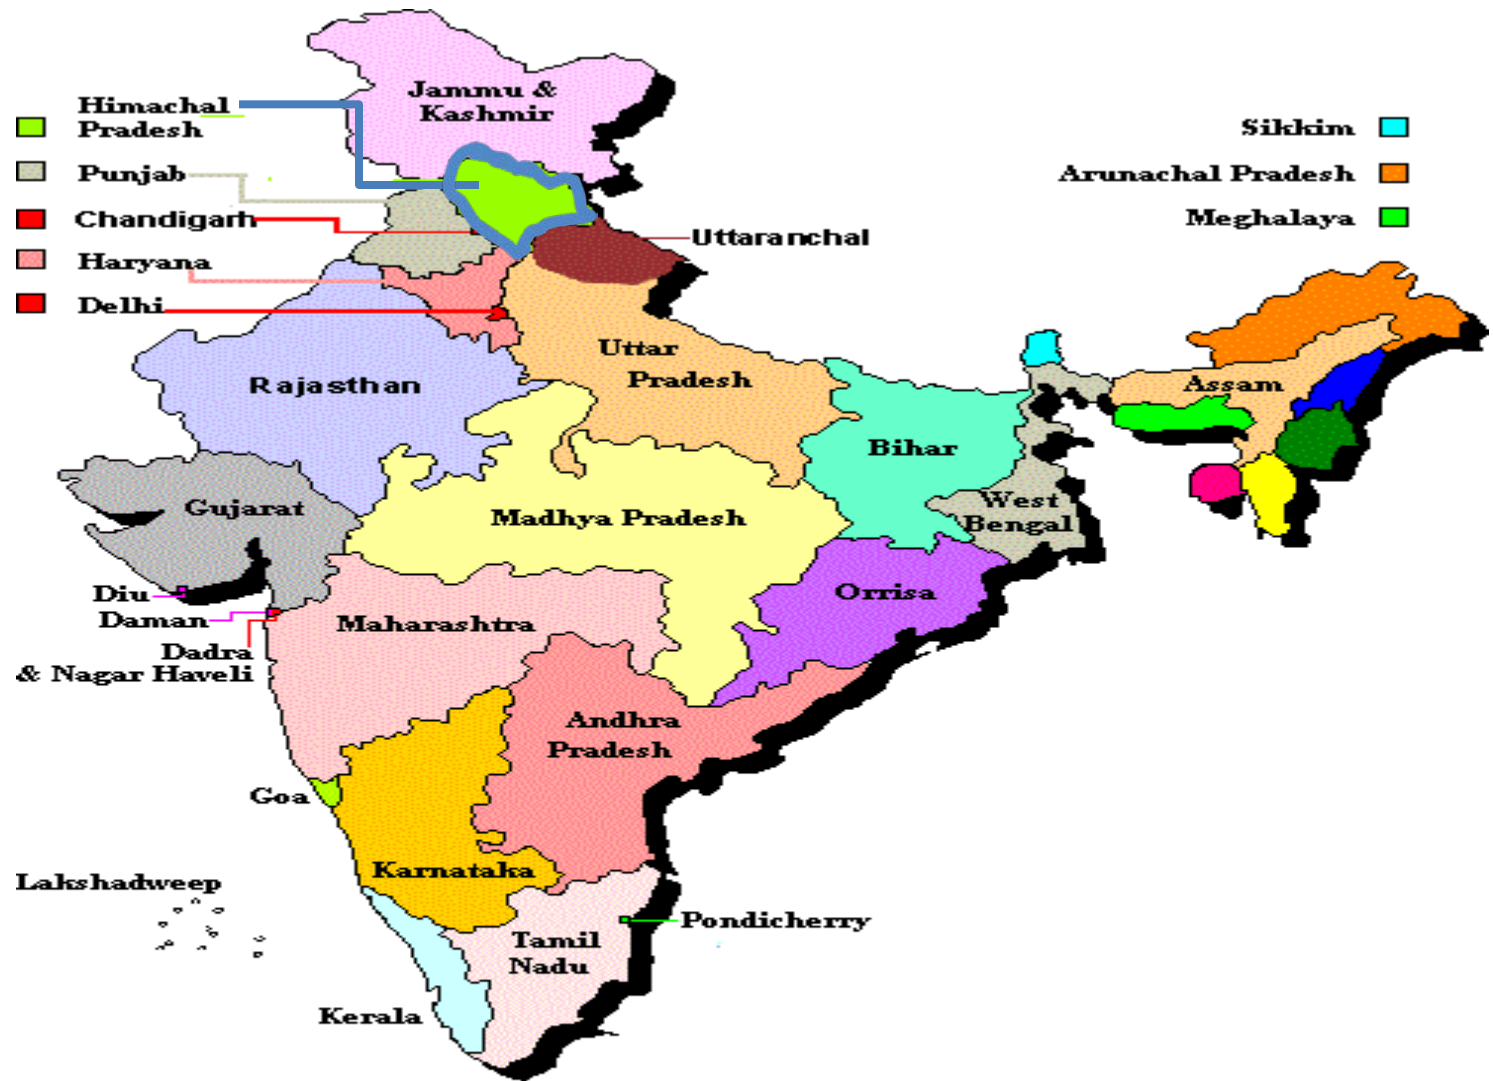 Jammu &
Kashmir
Himachal
Pradesh
Punjab
Chandigarh
Haryana
Delhi
Sikkim
Arunachal Pradesh
Meghalaya
Uttaranchal
Uttar
Pradesh
Rajasthan
Assam
Bihar
Gujarat
Madhya Pradesh
West
Bengal
Diu
Daman
Dadra
& Nagar Haveli
Maharashtra
Orrisa
Andhra
Pradesh
Goa
Karnataka
Lakshadweep
Pondicherry
Tamil
Nadu
Kerala